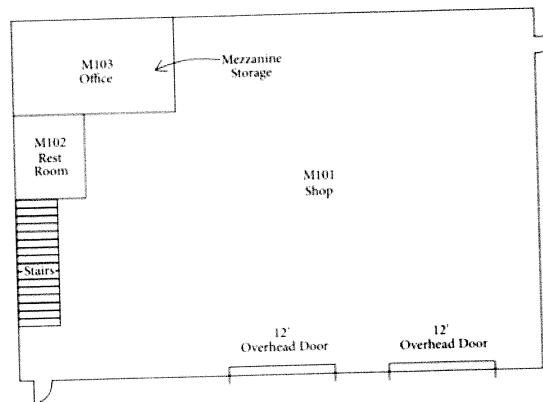 M103
Office
Mezzanine
Storage
M102
Rest
Room
M101
Shop
Stairs
12'
Overhead Door
12'
Overhead Door